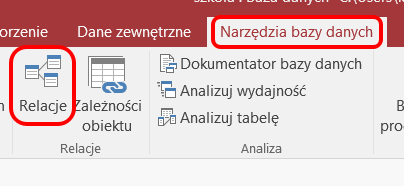 orzenie Dane zewnętrzne Narzędzia bazy danych
Relacje
Zależności
obiektu
Dokumentator bazy danych
Analizuj wydajność
Analizuj tabelę
Relacje
Analiza